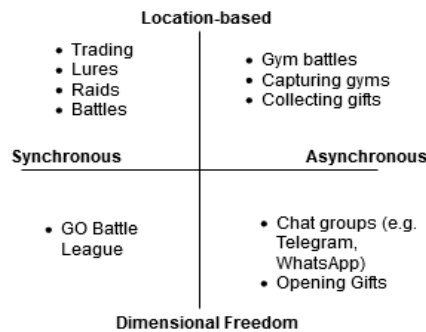 Location-based
• Trading
• Lures
• Raids
• Battles
• Gym battles
• Capturing gyms
• Collecting gifts
Synchronous
Asynchronous
• GO Battle
League
• Chat groups (e.g.
Telegram,
WhatsApp)
• Opening Gifts
Dimensional Freedom